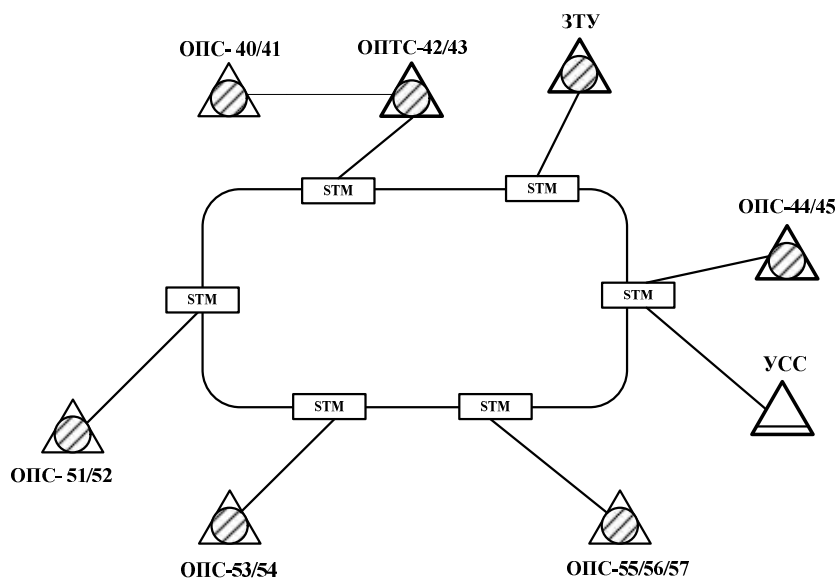 ЗТУ
ОПС- 40/41
ОПТС-42/43
STM
STM
ОПС-44/45
STM
STM
УСС
STM
STM
ОПС- 51/52
ОПС-53/54
ОПС-55/56/57